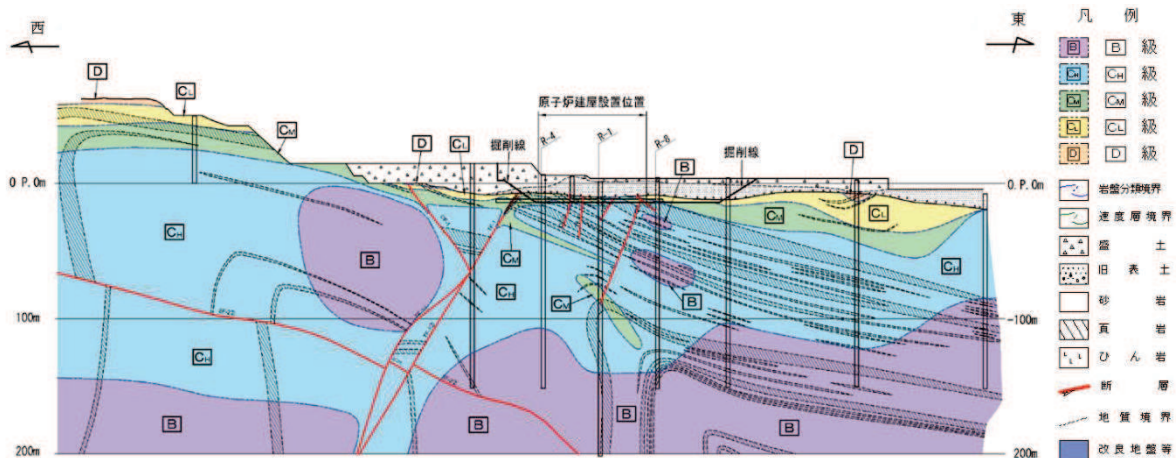 西
東
凡 例
B B 級
CH CH 級
CM CM 級
CL CL 級
D D 級
岩盤分類境界
速度層境界
盛土
旧表土
砂岩
頁岩
ひん岩
断層
地質境界
改良地盤等
D
CL
CM
D
CL
掘削線
原子炉建屋設置位置
R-4
R-1
R-8
B
掘削線
D
0 P.0m
0.P.0m
CH
B
CM
CH
CM
B
CM
CL
CH
100m
-100m
CH
B
B
B
B
200m
200m